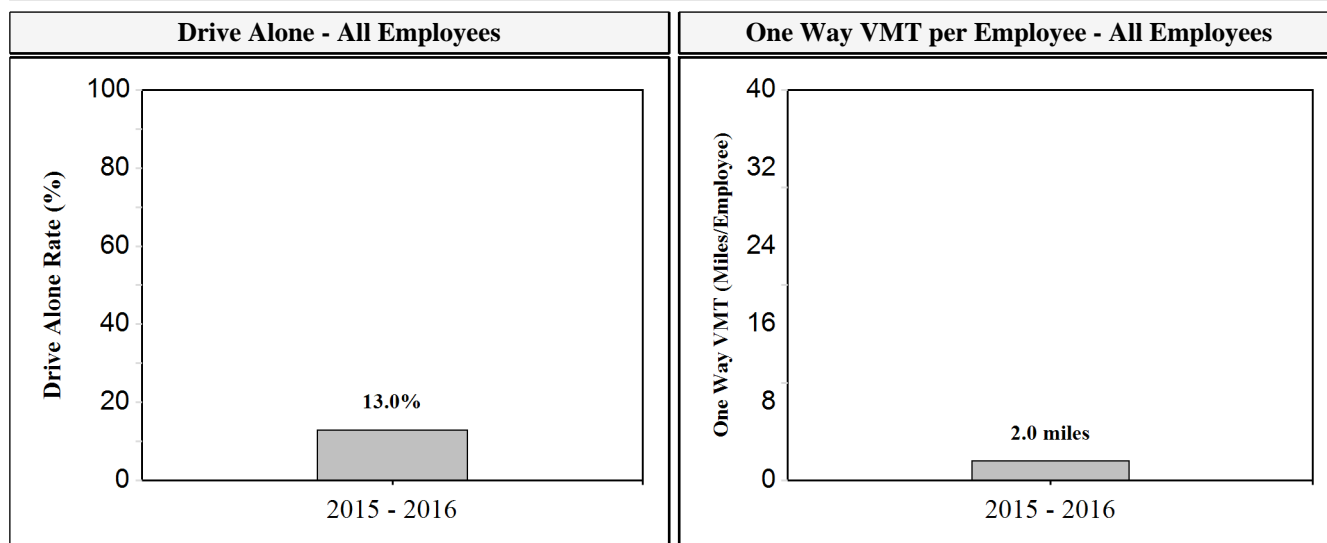 Drive Alone - All Employees
One Way VMT per Employee - All Employees
Drive Alone Rate (%)
100
80
60
40
20
0
13.0%
2015 - 2016
One Way VMT (Miles/Employee)
40
32
24
16
8
0
2.0 miles
2015 - 2016